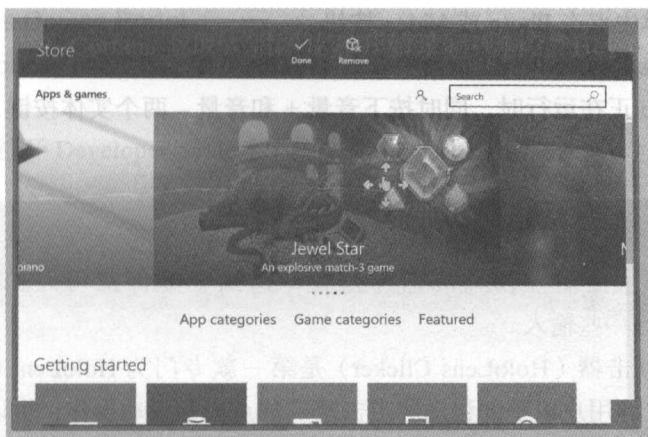 Store
Done
Remove
Apps & games
Search
piano
Jewel Star
An explosive match-3 game
App categories Game categories Featured
Getting started